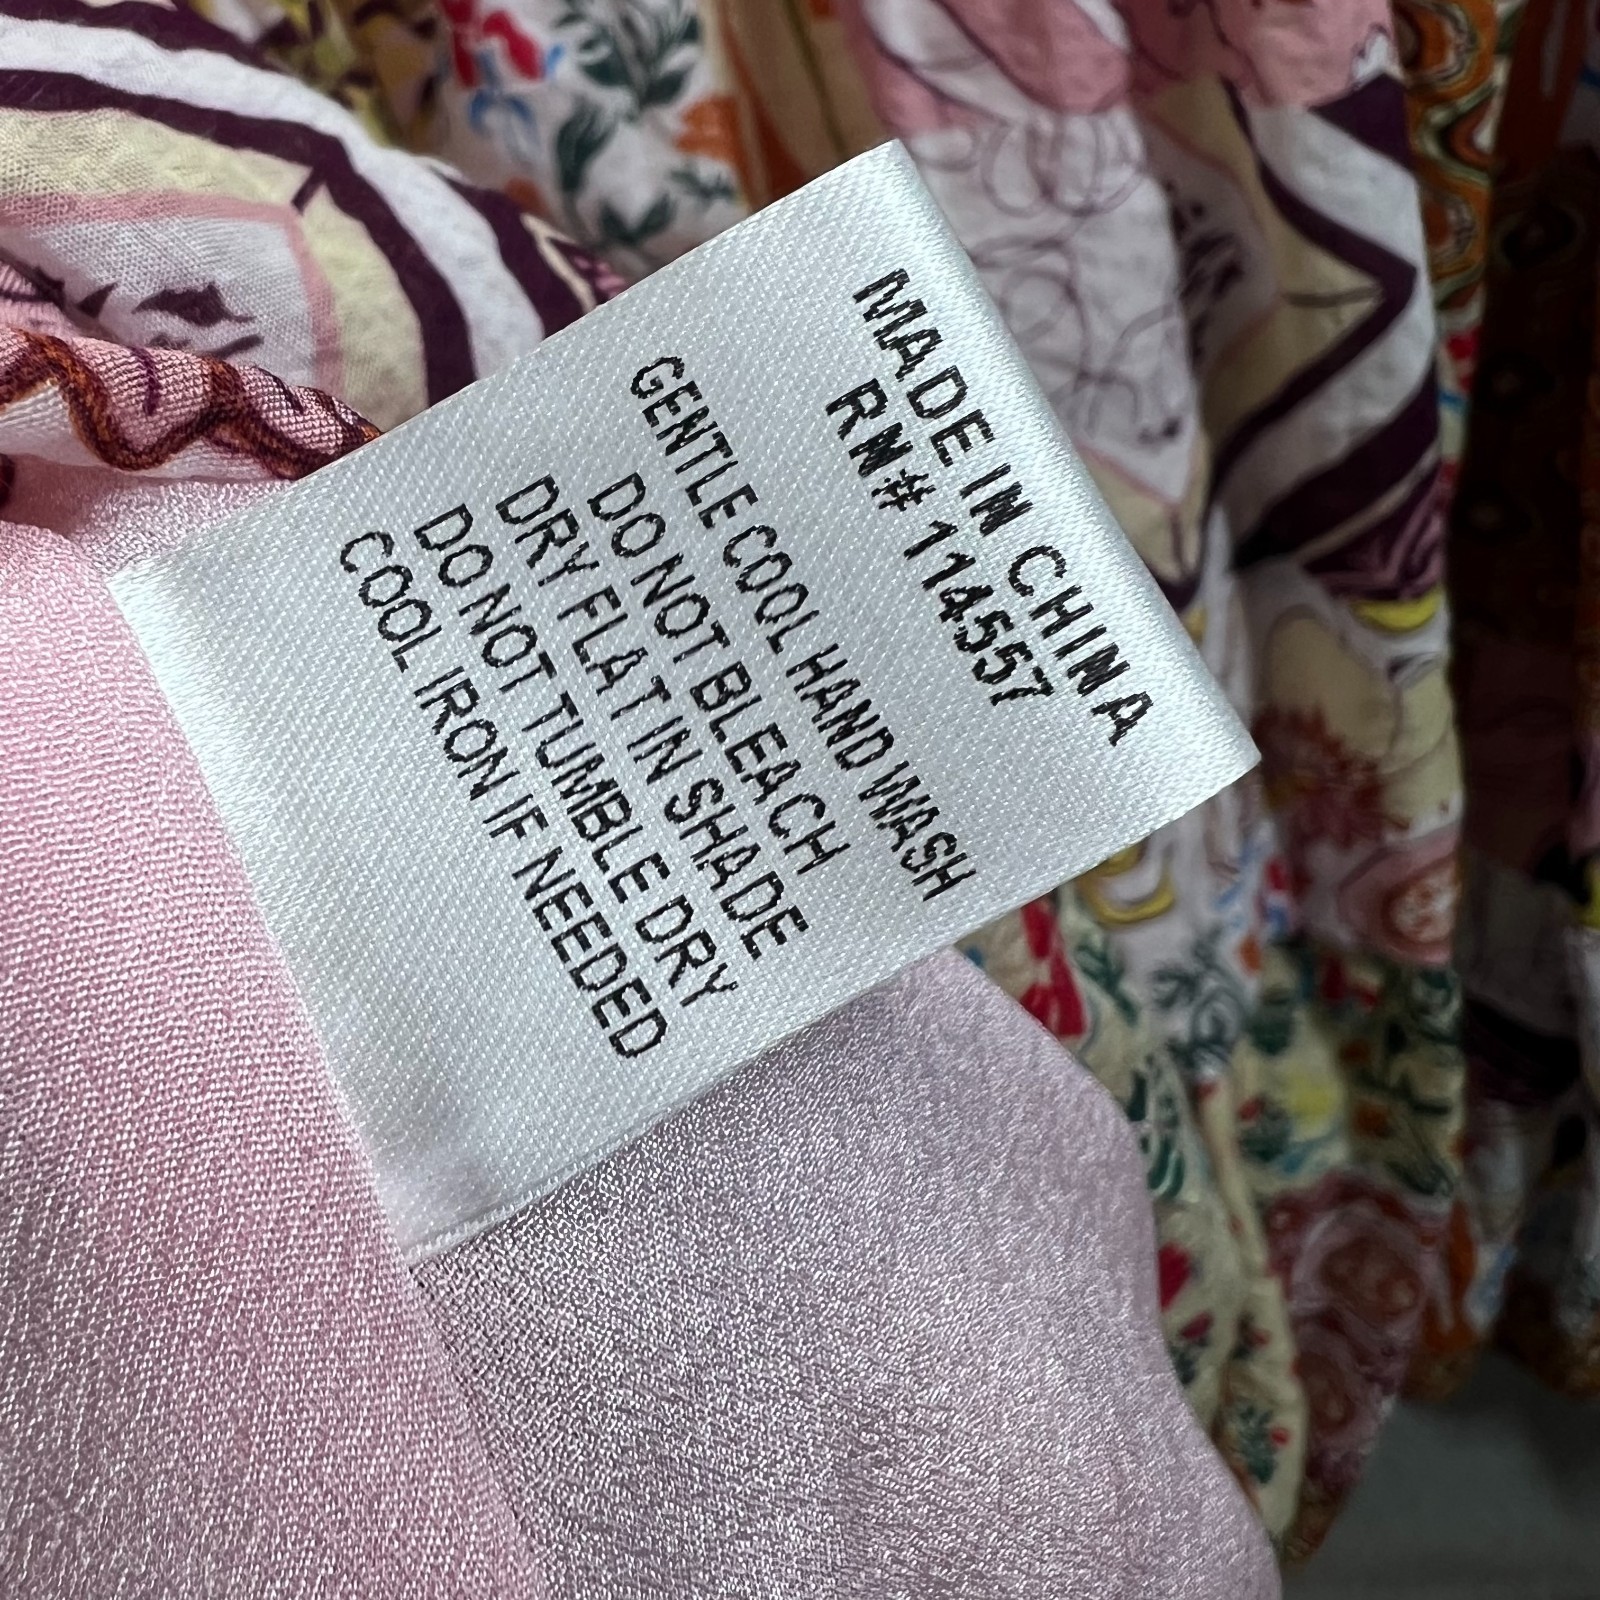 MADE IN CHINA
RN# 114557
GENTLE COOL HAND WASH
DO NOT BLEACH
DRY FLAT IN SHADE
DO NOT TUMBLE DRY
COOL IRON IF NEEDED